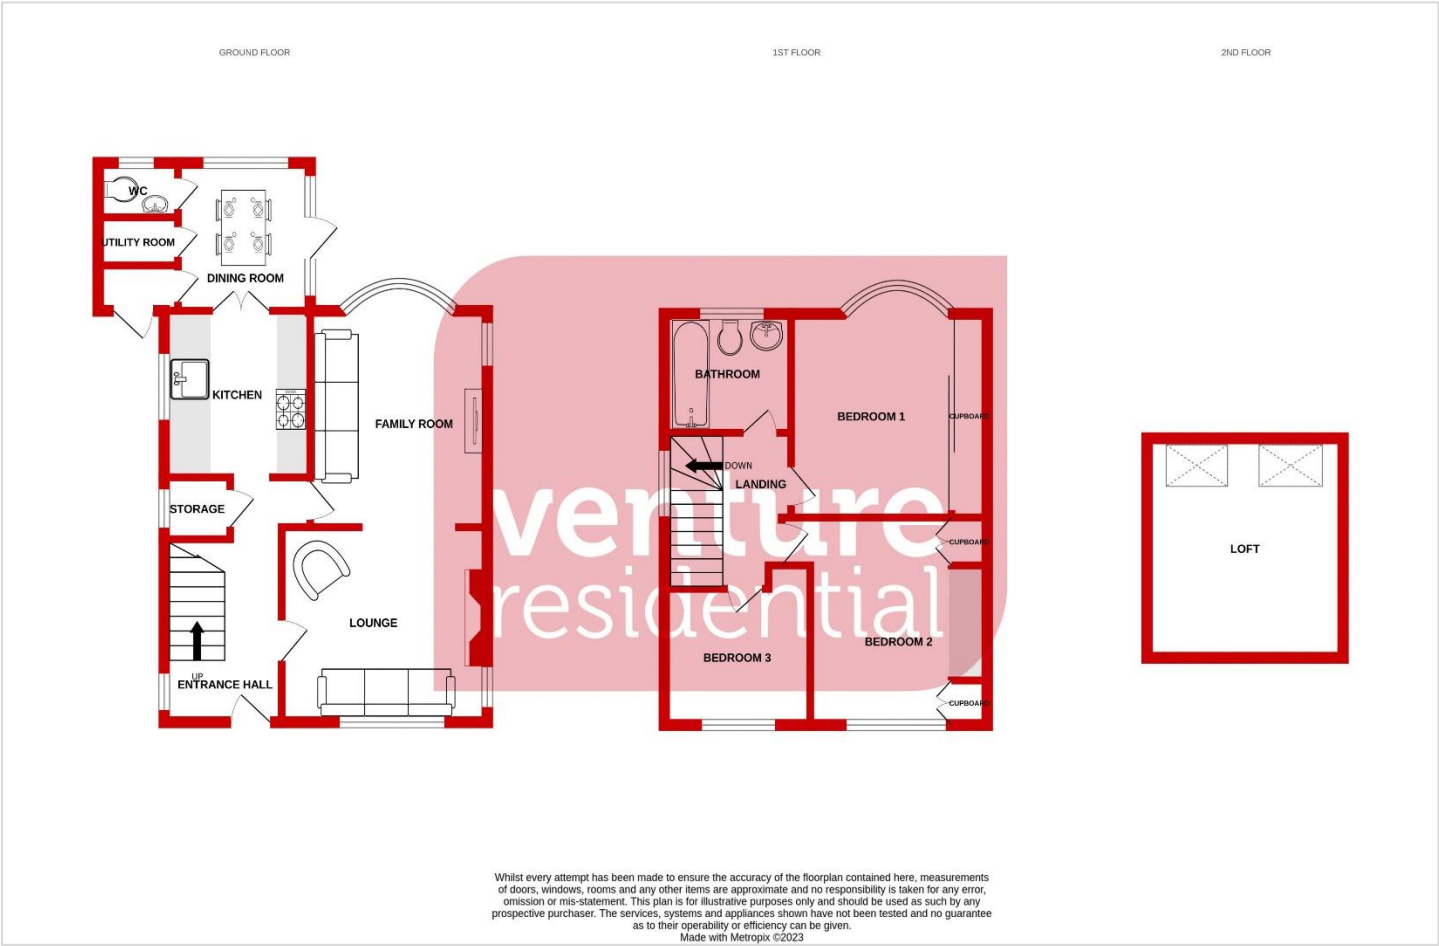 GROUND FLOOR
1ST FLOOR
2ND FLOOR
WC
UTILITY ROOM
DINING ROOM
KITCHEN
FAMILY ROOM
STORAGE
LOUNGE
UP
ENTRANCE HALL
BATHROOM
BEDROOM 1
CUPBOARD
DOWN
LANDING
CUPBOARD
BEDROOM 2
BEDROOM 3
CUPBOARD
LOFT
venture
residential
Whilst every attempt has been made to ensure the accuracy of the floorplan contained here, measurements
of doors, windows, rooms and any other items are approximate and no responsibility is taken for any error,
omission or mis-statement. This plan is for illustrative purposes only and should be used as such by any
prospective purchaser. The services, systems and appliances shown have not been tested and no guarantee
as to their operability or efficiency can be given.
Made with Metropix ©2023